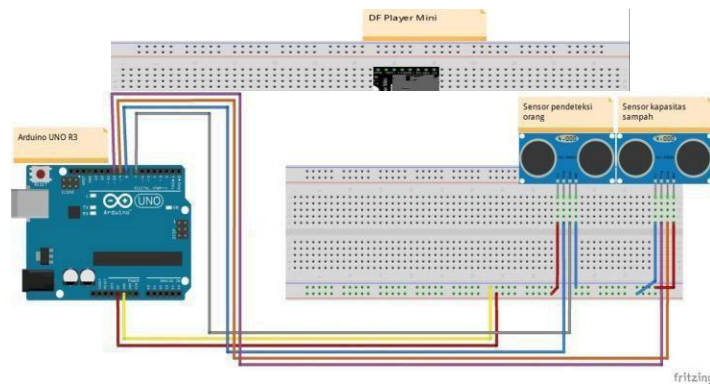 DF Player Mini
Sensor pendeteksi
orang
Sensor kapasitas
sampah
Arduino UNO R3
UNO
Arduino
fritzing